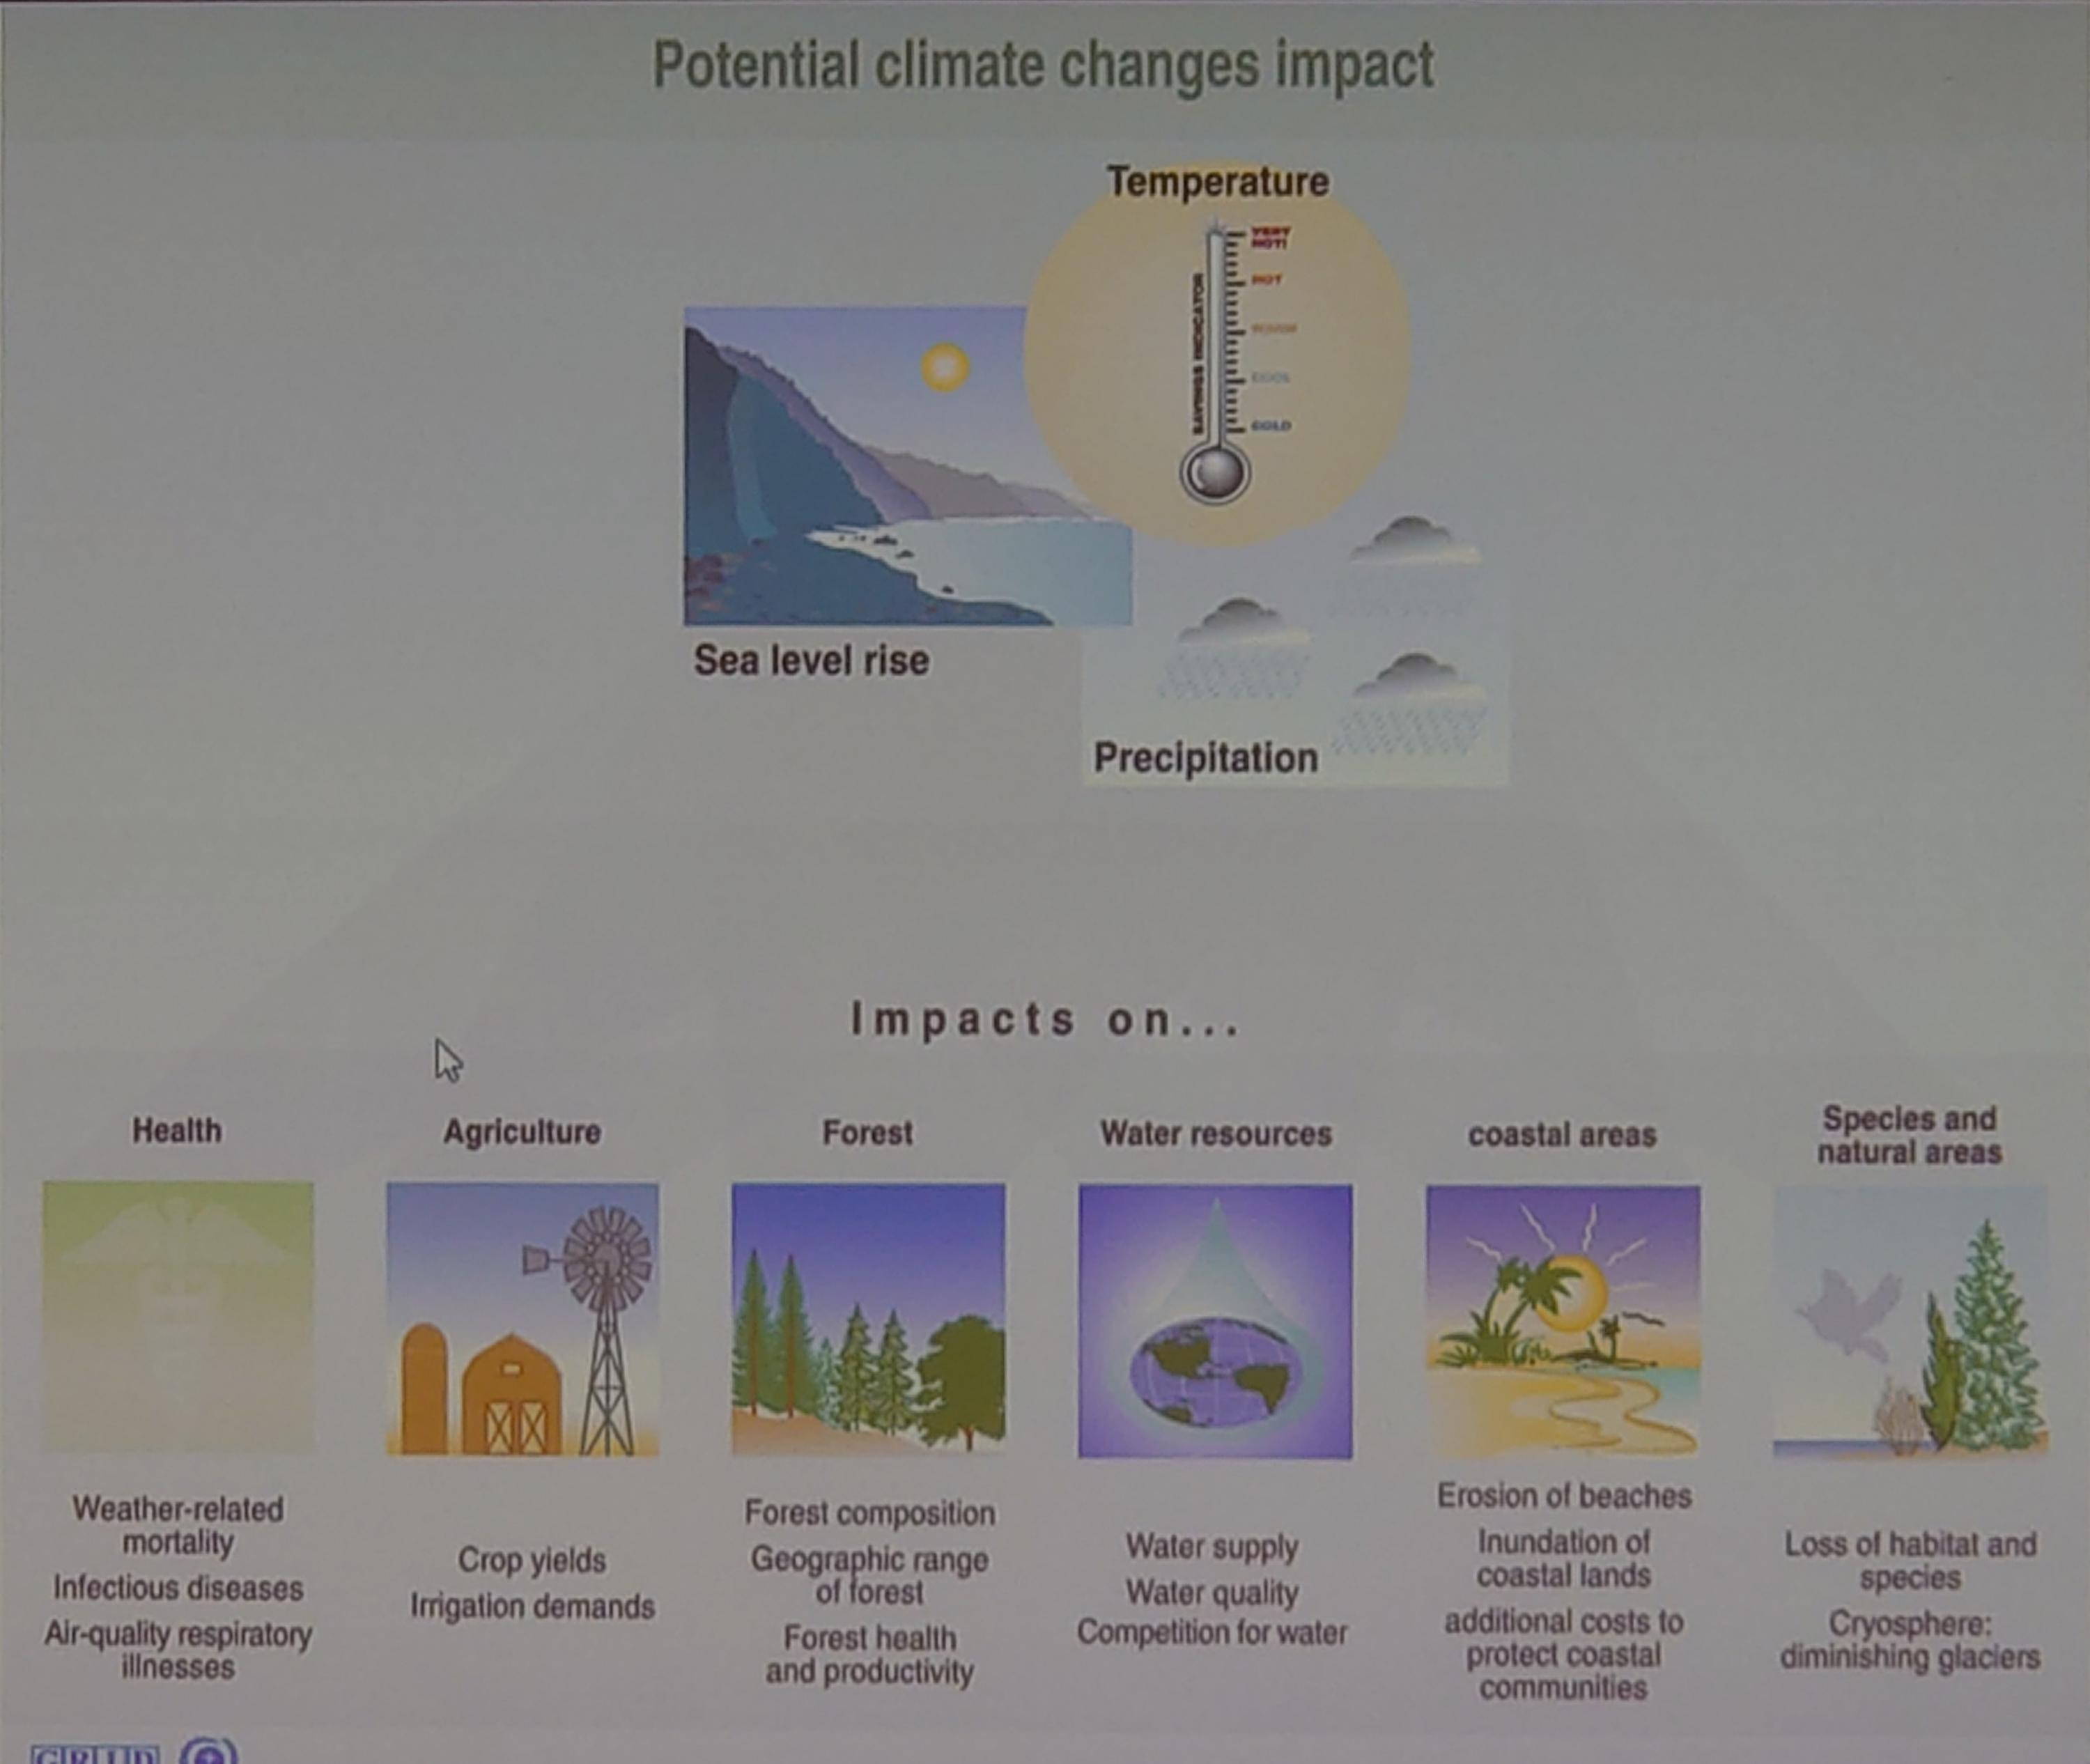 Potential climate changes impact
Temperature
VERY
HOT!
HOT
WARM
COOL
COLD
SAVINGS INDICATOR
Sea level rise
Precipitation
Impacts on...
Health
Weather-related
mortality
Infectious diseases
Air-quality respiratory
illnesses
Agriculture
Crop yields
Irrigation demands
Forest
Forest composition
Geographic range
of forest
Forest health
and productivity
Water resources
Water supply
Water quality
Competition for water
coastal areas
Erosion of beaches
Inundation of
coastal lands
additional costs to
protect coastal
communities
Species and
natural areas
Loss of habitat and
species
Cryosphere:
diminishing glaciers
GRID